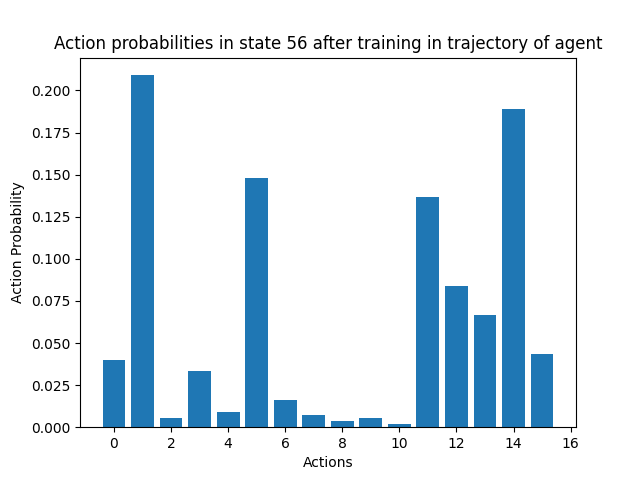 Action probabilities in state 56 after training in trajectory of agent
0.200
0.175
0.150
0.125
0.100
0.075
0.050
0.025
0.000
Action Probability
0 2 4 6 8 10 12 14 16
Actions